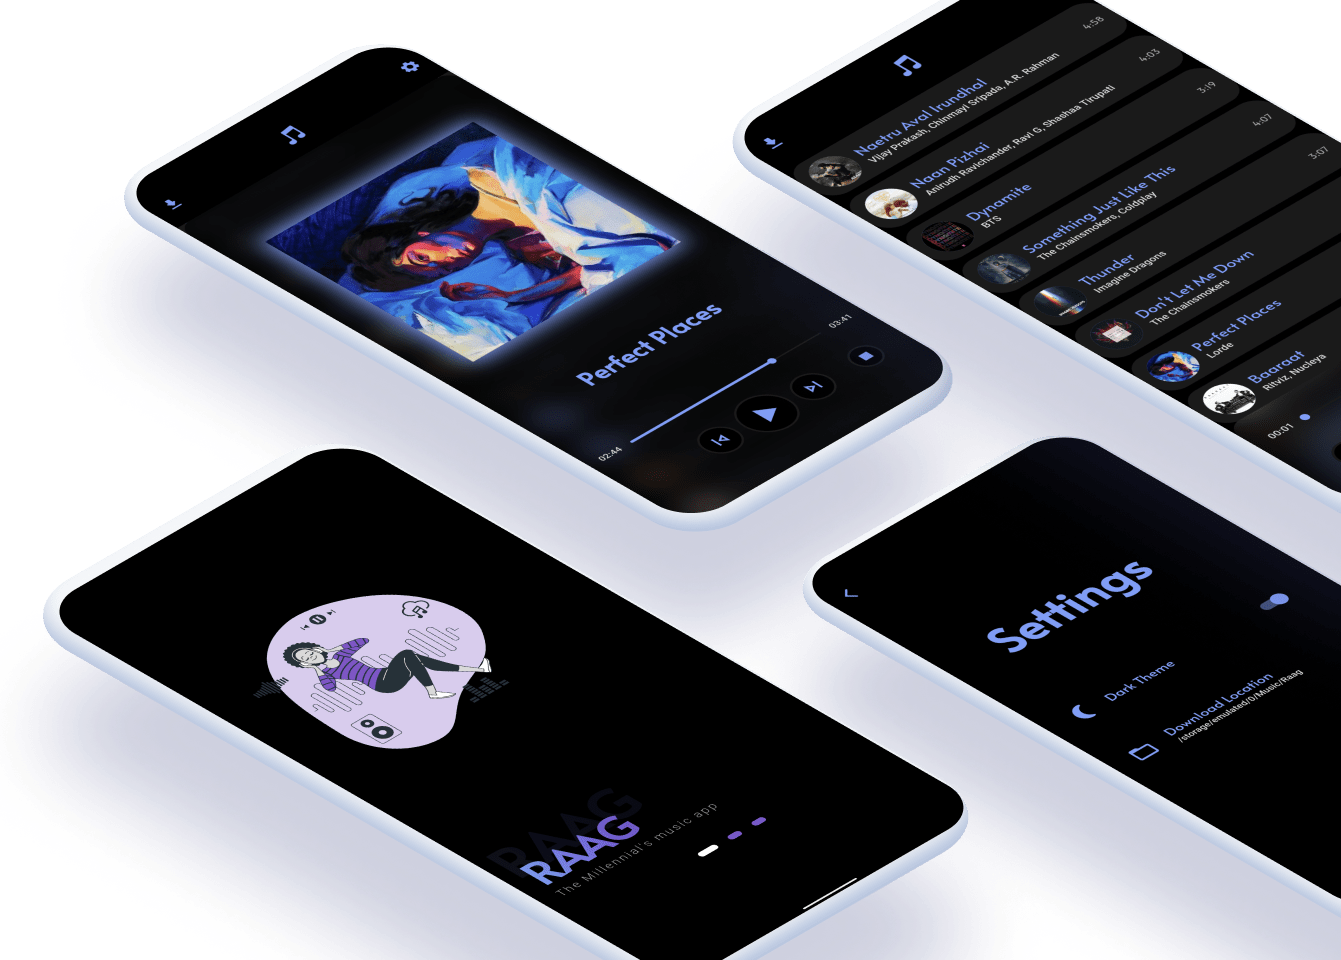 Perfect Places
02:44
03:41
Naetru Aval Irundhal
Vijay Prakash, Chinmayi Sripada, A.R. Rahman
4:58
Naan Pizhai
Anirudh Ravichander, Ravi G, Shashaa Tirupati
4:03
Dynamite
BTS
3:19
Something Just Like This
The Chainsmokers, Coldplay
4:07
Thunder
Imagine Dragons
3:07
Don't Let Me Down
The Chainsmokers
Perfect Places
Lorde
Baaraat
Ritviz, Nucleya
00:01
RAAG
RAAG
The Millennial's music app
Settings
Dark Theme
Download Location
/storage/emulated/0/Music/Raag